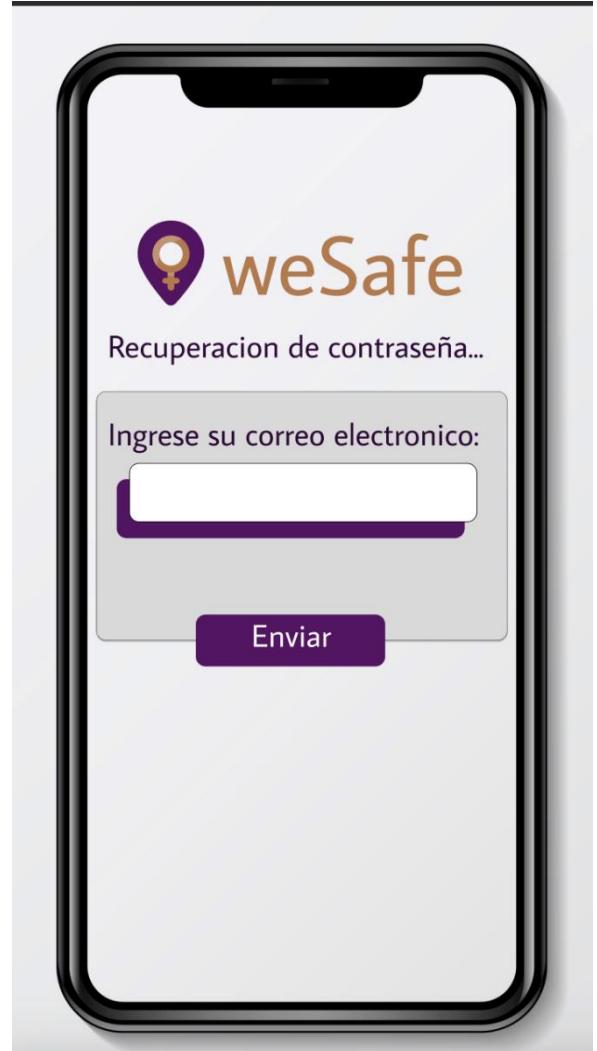 weSafe
Recuperacion de contraseña...
Ingrese su correo electronico:
Enviar